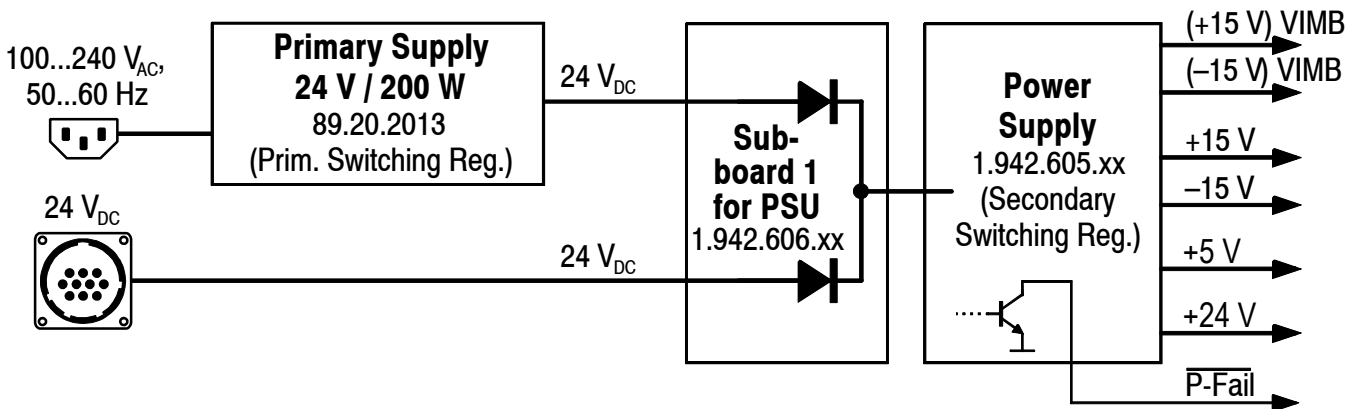 100...240 VAC,
50...60 Hz
Primary Supply
24 V / 200 W
89.20.2013
(Prim. Switching Reg.)
24 VDC
24 VDC
24 VDC
Sub-
board 1
for PSU
1.942.606.xx
Power
Supply
1.942.605.xx
(Secondary
Switching Reg.)
(+15 V) VIMB
(–15 V) VIMB
+15 V
–15 V
+5 V
+24 V
P-Fail